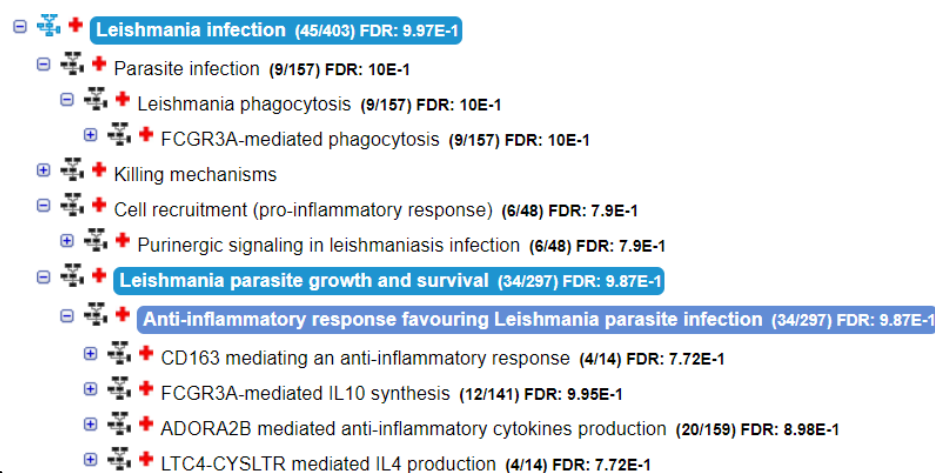 Leishmania infection (45/403) FDR: 9.97E-1
Parasite infection (9/157) FDR: 10E-1
Leishmania phagocytosis (9/157) FDR: 10E-1
FCGR3A-mediated phagocytosis (9/157) FDR: 10E-1
Killing mechanisms
Cell recruitment (pro-inflammatory response) (6/48) FDR: 7.9E-1
Purinergic signaling in leishmaniasis infection (6/48) FDR: 7.9E-1
Leishmania parasite growth and survival (34/297) FDR: 9.87E-1
Anti-inflammatory response favouring Leishmania parasite infection (34/297) FDR: 9.87E-1
CD163 mediating an anti-inflammatory response (4/14) FDR: 7.72E-1
FCGR3A-mediated IL10 synthesis (12/141) FDR: 9.95E-1
ADORA2B mediated anti-inflammatory cytokines production (20/159) FDR: 8.98E-1
LTC4-CYSLTR mediated IL4 production (4/14) FDR: 7.72E-1